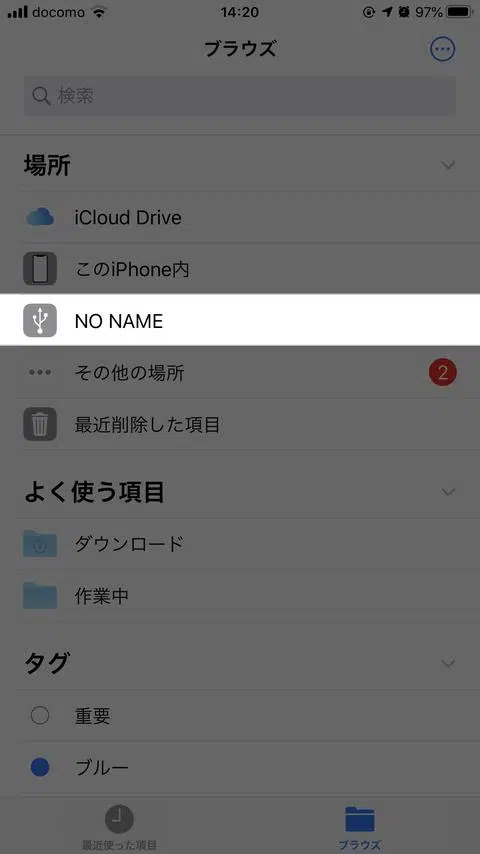 docomo 14:20 97%
ブラウズ
検索
場所
iCloud Drive
このiPhone内
NO NAME
その他の場所 2
最近削除した項目
よく使う項目
ダウンロード
作業中
タグ
重要
ブルー
最近使った項目 ブラウズ